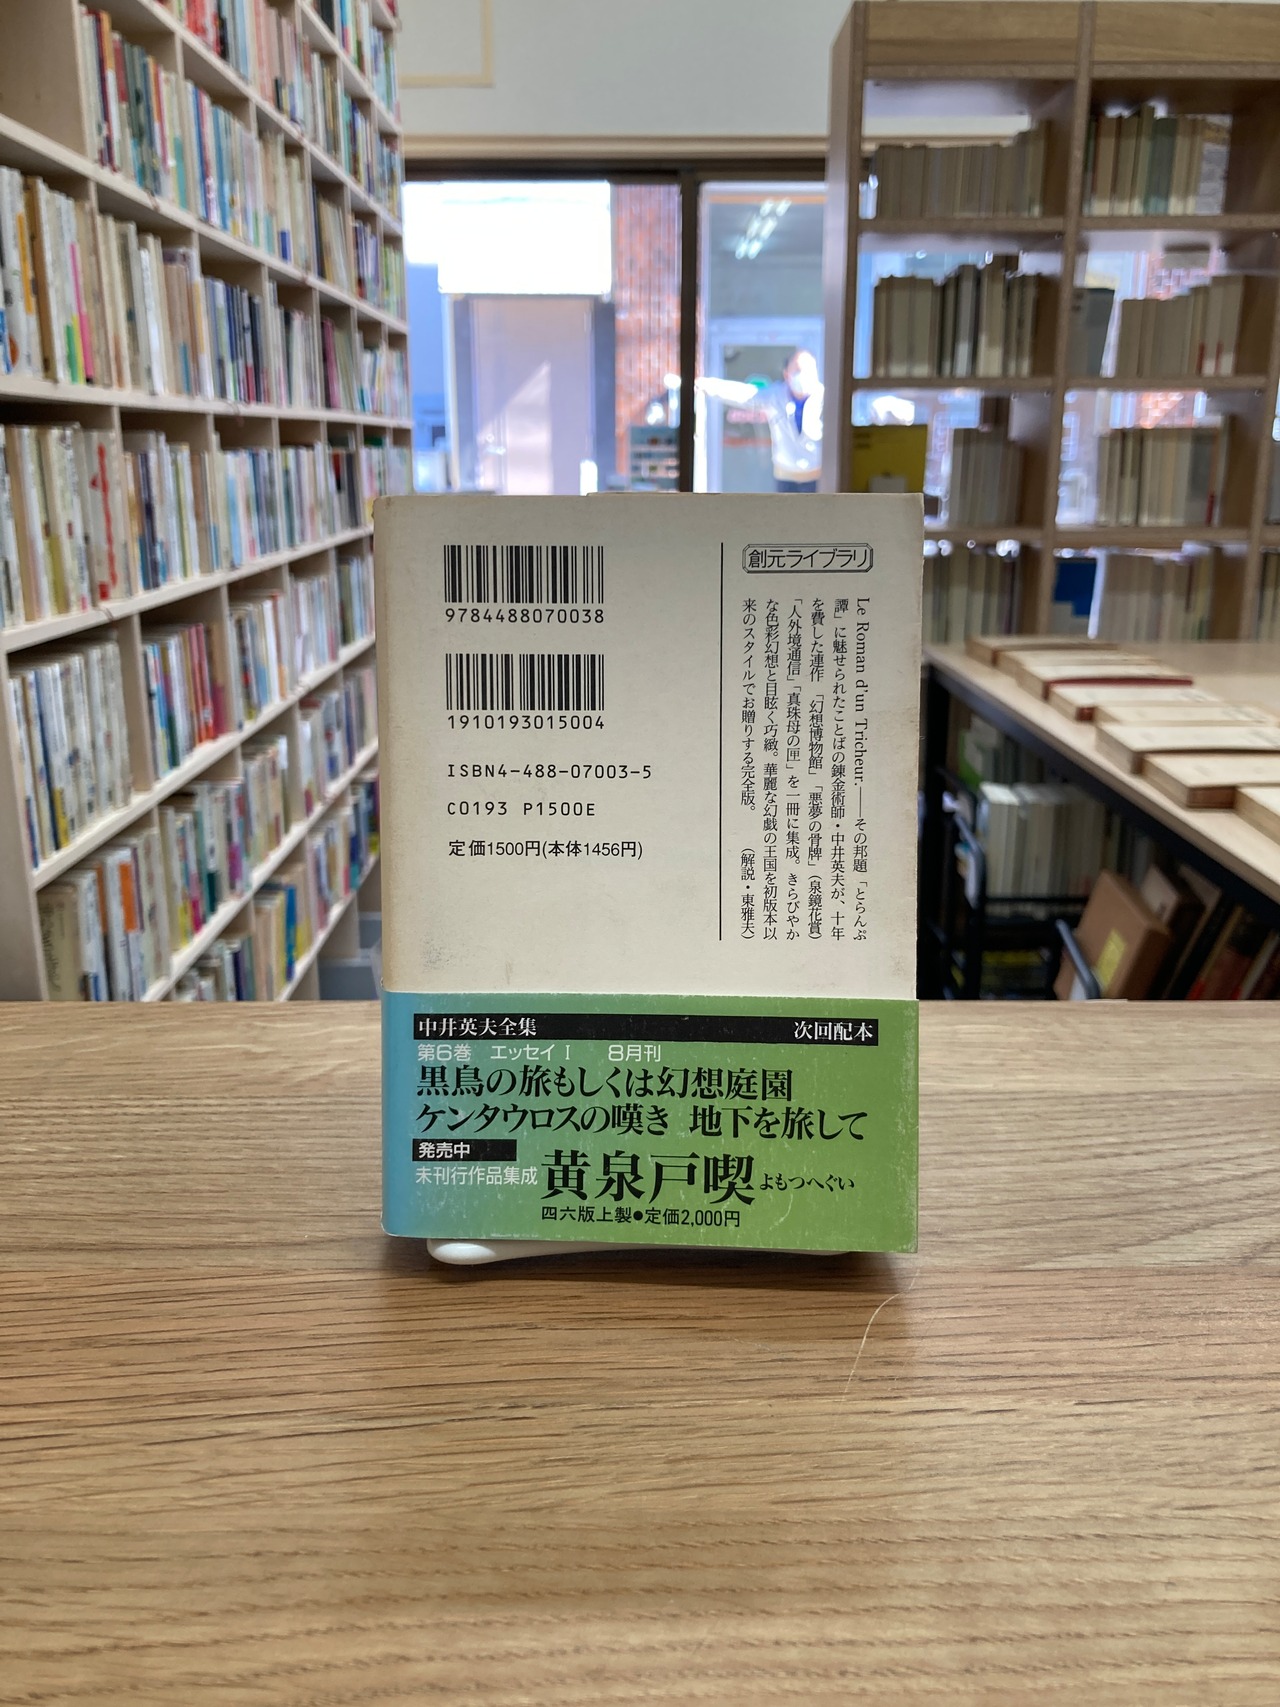 創元ライブラリ
Le Roman d'un Tricheur.――その邦題「とらんぷ
譚」に魅せられたことばの錬金術師・中井英夫が、十年
を費した連作「幻想博物館」「悪夢の骨牌」(泉鏡花賞)
「人外境通信」「真珠母の匣」を一冊に集成。きらびやか
な色彩幻想と目眩く巧緻。華麗な幻戯の王国を初版本以
来のスタイルでお贈りする完全版。 (解説・東雅夫)
9784488070038
1910193015004
ISBN4-488-07003-5
C0193 P1500E
定価1500円(本体1456円)
中井英夫全集 次回配本
第6巻 エッセイⅠ 8月刊
黒鳥の旅もしくは幻想庭園
ケンタウロスの嘆き 地下を旅して
発売中
未刊行作品集成 黄泉戸喫 よもつへぐい
四六版上製●定価2,000円